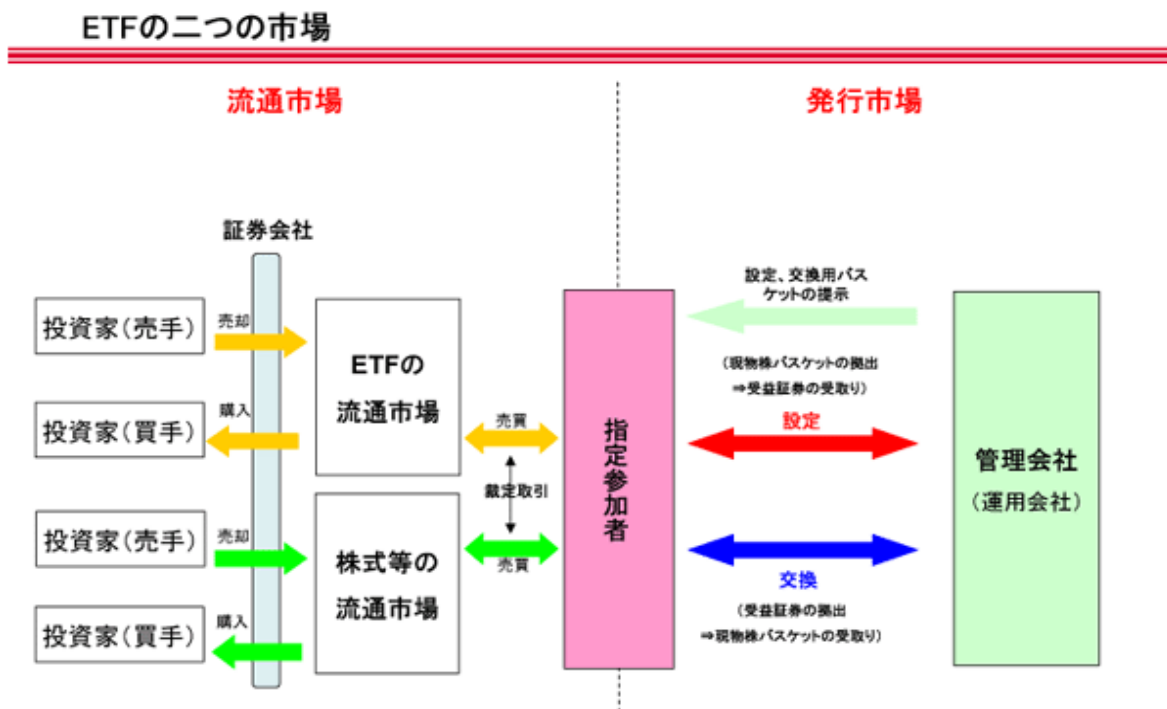 ETFの二つの市場
流通市場
発行市場
証券会社
投資家(売手)
売却
投資家(買手)
購入
投資家(売手)
売却
投資家(買手)
購入
ETFの
流通市場
株式等の
流通市場
売買
裁定取引
売買
指定参加者
設定、交換用バス
ケットの提示
(現物株バスケットの拠出
⇒受益証券の受取り)
設定
交換
(受益証券の拠出
⇒現物株バスケットの受取り)
管理会社
(運用会社)